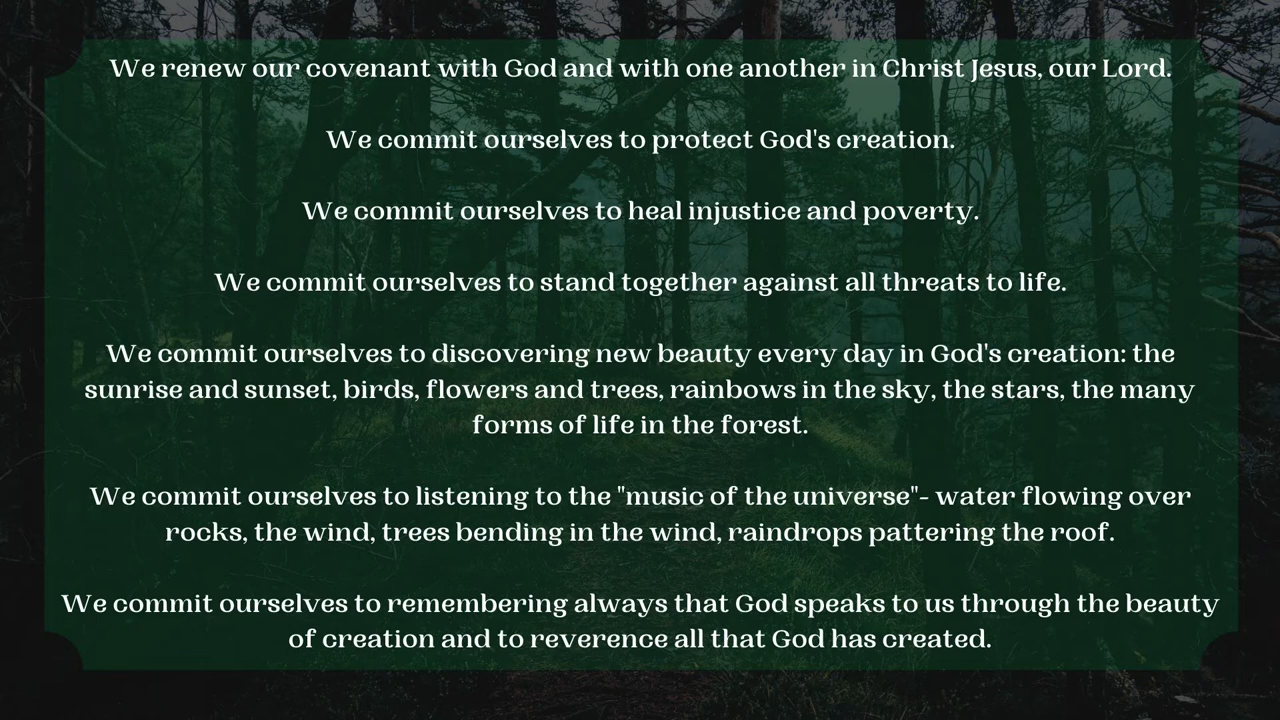 We renew our covenant with God and with one another in Christ Jesus, our Lord.
We commit ourselves to protect God's creation.
We commit ourselves to heal injustice and poverty.
We commit ourselves to stand together against all threats to life.
We commit ourselves to discovering new beauty every day in God's creation: the
sunrise and sunset, birds, flowers and trees, rainbows in the sky, the stars, the many
forms of life in the forest.
We commit ourselves to listening to the "music of the universe"- water flowing over
rocks, the wind, trees bending in the wind, raindrops pattering the roof.
We commit ourselves to remembering always that God speaks to us through the beauty
of creation and to reverence all that God has created.